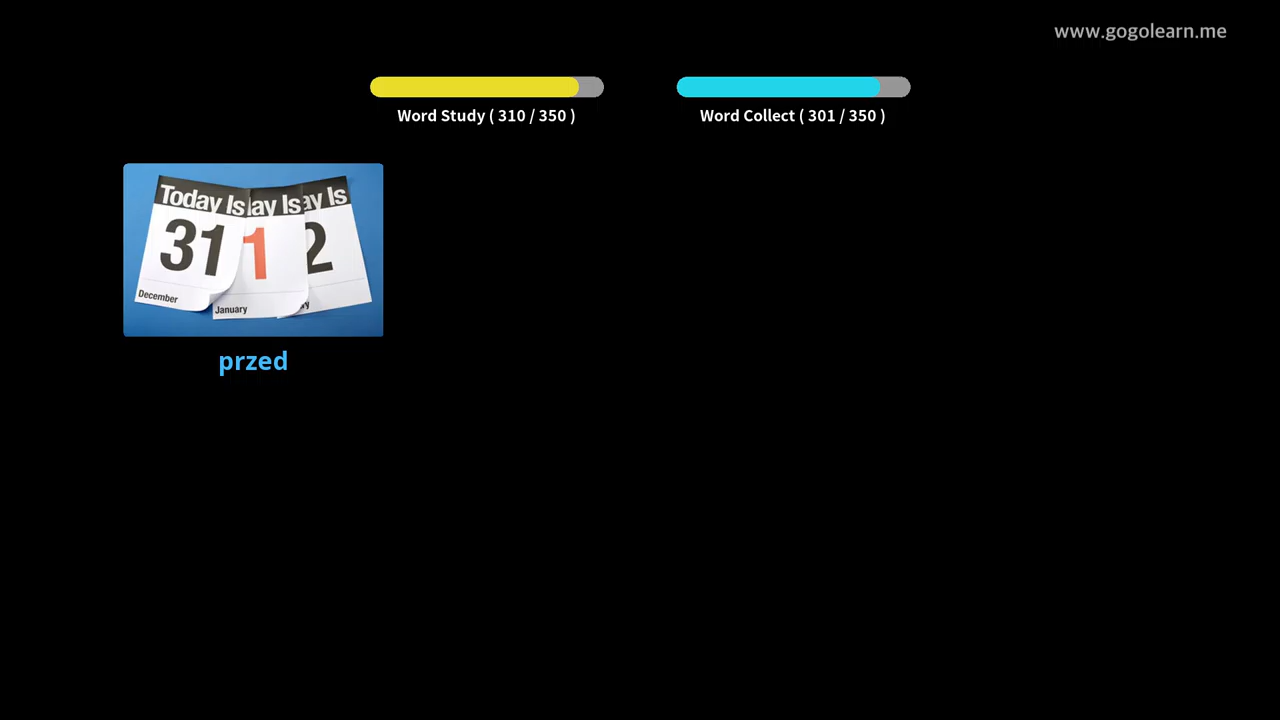 www.gogolearn.me
Word Study ( 310 / 350 )
Word Collect ( 301 / 350 )
Today Is
ay Is
ay Is
31
1
2
December
January
ry
przed